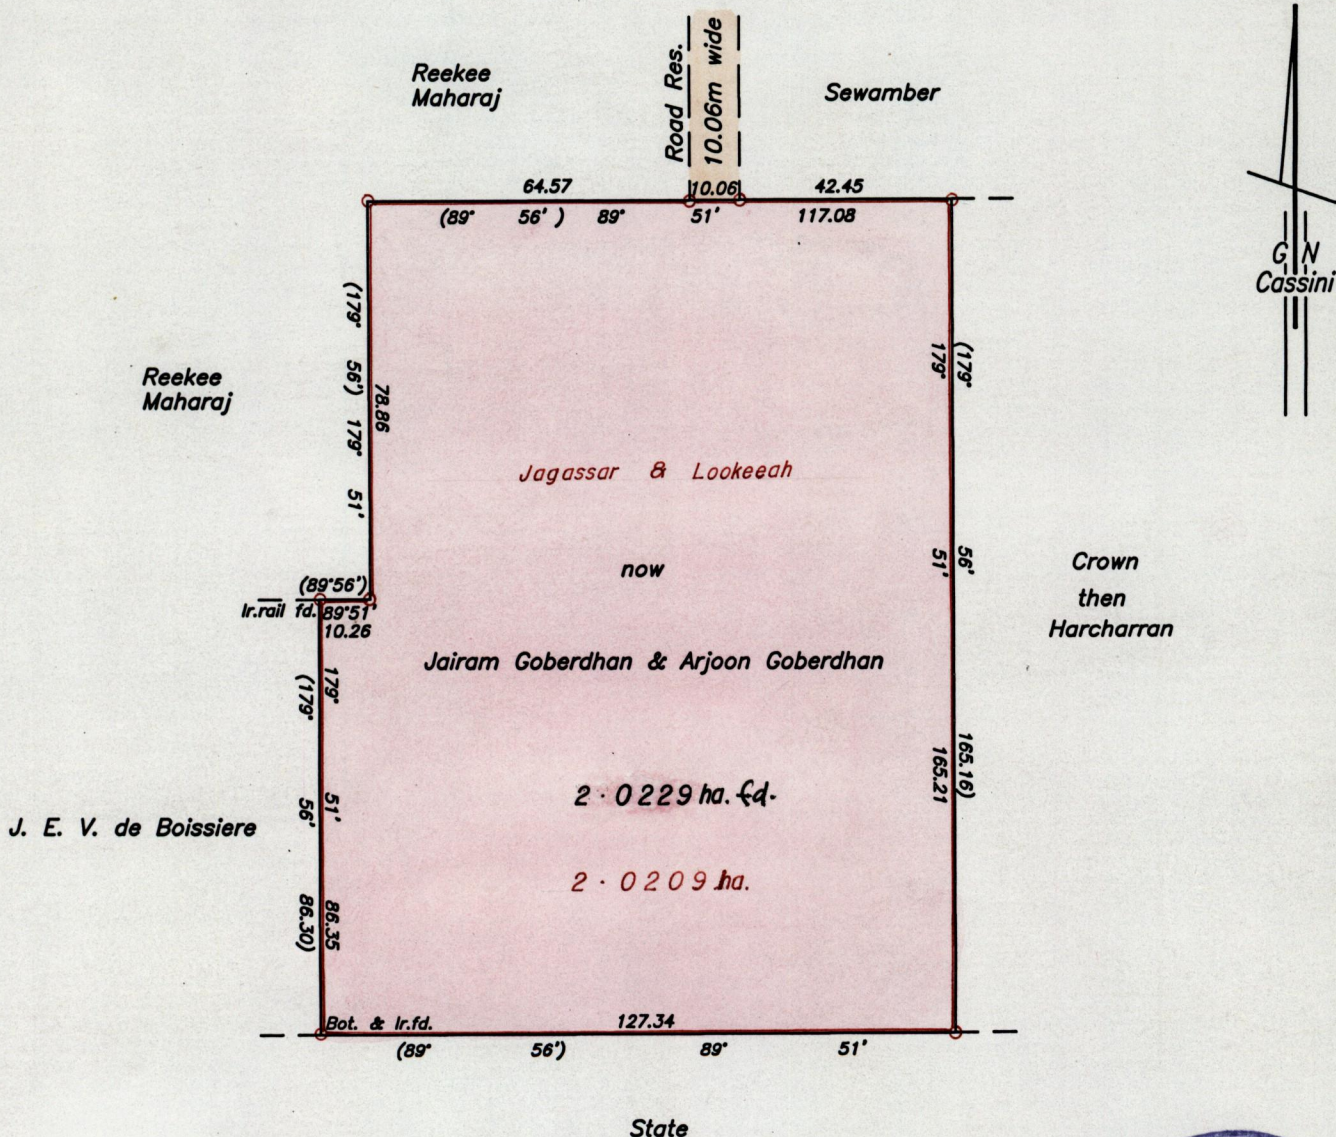 Reekee
Maharaj
Road Res.
10.06m wide
Sewamber
64.57
10.06
42.45
(89° 56') 89° 51' 117.08
G N
Cassini
(179° 56') 179° 51'
78.86
Reekee
Maharaj
(179° 56' 165.16)
179° 51' 165.21
Jagassar & Lookeeah
now
Jairam Goberdhan & Arjoon Goberdhan
Crown
then
Harcharran
(89°56')
Ir.rail fd.
89°51'
10.26
179° 51' 86.35
(179° 56' 86.30)
2.0229 ha. fd.
2.0209 ha.
J. E. V. de Boissiere
Bot. & Ir.fd.
127.34
(89° 56') 89° 51'
State